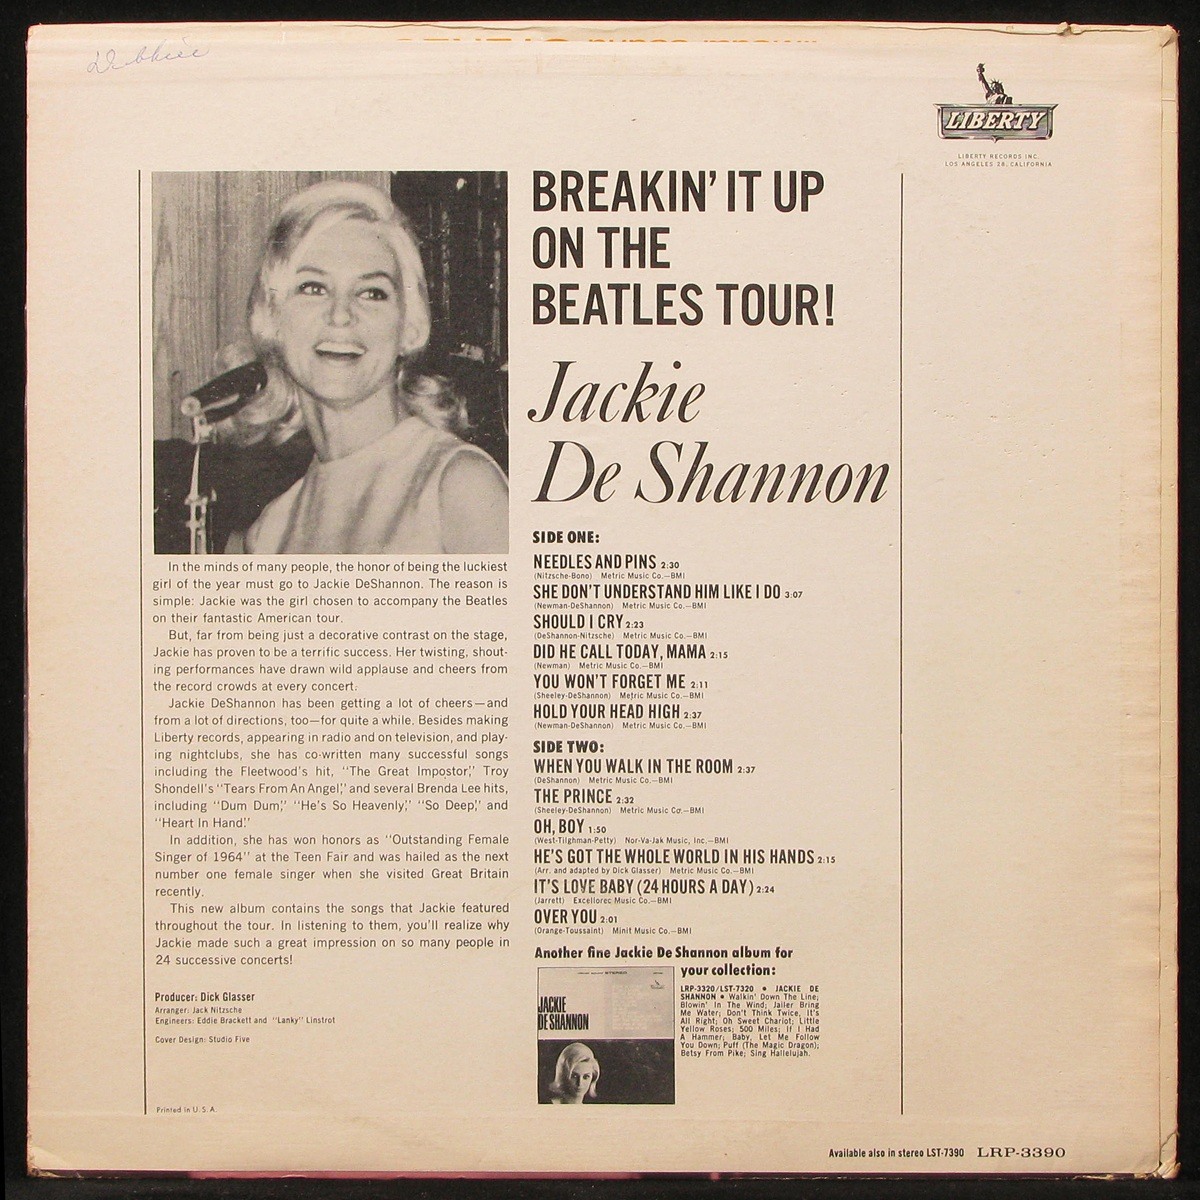 Debbie
LIBERTY
LIBERTY RECORDS INC.
LOS ANGELES 28, CALIFORNIA
BREAKIN' IT UP
ON THE
BEATLES TOUR!
Jackie
De Shannon
In the minds of many people, the honor of being the luckiest
girl of the year must go to Jackie DeShannon. The reason is
simple: Jackie was the girl chosen to accompany the Beatles
on their fantastic American tour.
But, far from being just a decorative contrast on the stage,
Jackie has proven to be a terrific success. Her twisting, shout-
ing performances have drawn wild applause and cheers from
the record crowds at every concert.
Jackie DeShannon has been getting a lot of cheers—and
from a lot of directions, too—for quite a while. Besides making
Liberty records, appearing in radio and on television, and play-
ing nightclubs, she has co-written many successful songs
including the Fleetwood's hit, "The Great Impostor," Troy
Shondell's "Tears From An Angel," and several Brenda Lee hits,
including "Dum Dum," "He's So Heavenly," "So Deep," and
"Heart In Hand."
In addition, she has won honors as "Outstanding Female
Singer of 1964" at the Teen Fair and was hailed as the next
number one female singer when she visited Great Britain
recently.
This new album contains the songs that Jackie featured
throughout the tour. In listening to them, you'll realize why
Jackie made such a great impression on so many people in
24 successive concerts!
Producer: Dick Glasser
Arranger: Jack Nitzsche
Engineers: Eddie Brackett and "Lanky" Linstrot
Cover Design: Studio Five
Printed in U.S.A.
SIDE ONE:
NEEDLES AND PINS 2:30
(Nitzsche-Bono) Metric Music Co.—BMI
SHE DON'T UNDERSTAND HIM LIKE I DO 3:07
(Newman-DeShannon) Metric Music Co.—BMI
SHOULD I CRY 2:23
(DeShannon-Nitzsche) Metric Music Co.—BMI
DID HE CALL TODAY, MAMA 2:15
(Newman) Metric Music Co.—BMI
YOU WON'T FORGET ME 2:11
(Sheeley-DeShannon) Metric Music Co.—BMI
HOLD YOUR HEAD HIGH 2:37
(Newman-DeShannon) Metric Music Co.—BMI
SIDE TWO:
WHEN YOU WALK IN THE ROOM 2:37
(DeShannon) Metric Music Co.—BMI
THE PRINCE 2:32
(Sheeley-DeShannon) Metric Music Co.—BMI
OH, BOY 1:50
(West-Tilghman-Petty) Nor-Va-Jak Music, Inc.—BMI
HE'S GOT THE WHOLE WORLD IN HIS HANDS 2:15
(Arr. and adapted by Dick Glasser) Metric Music Co.—BMI
IT'S LOVE BABY (24 HOURS A DAY) 2:24
(Jarrett) Excellorec Music Co.—BMI
OVER YOU 2:01
(Orange-Toussaint) Minit Music Co.—BMI
Another fine Jackie De Shannon album for
your collection:
STEREO
JACKIE
DE SHANNON
LRP-3320/LST-7320 • JACKIE DE
SHANNON • Walkin' Down The Line;
Blowin' In The Wind; Jailer Bring
Me Water; Don't Think Twice, It's
All Right; Oh Sweet Chariot; Little
Yellow Roses; 500 Miles; If I Had
A Hammer; Baby, Let Me Follow
You Down; Puff (The Magic Dragon);
Betsy From Pike; Sing Hallelujah.
Available also in stereo LST-7390 LRP-3390